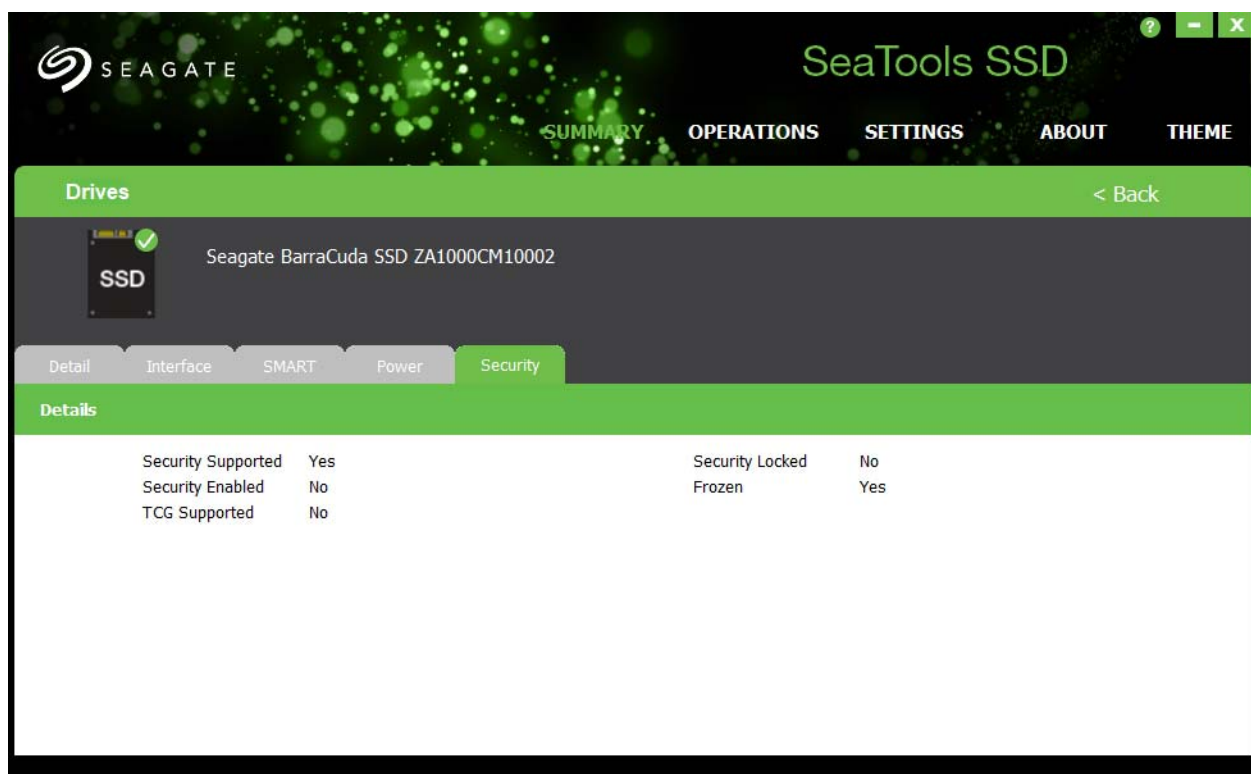 SEAGATE
SeaTools SSD
? – X
SUMMARY OPERATIONS SETTINGS ABOUT THEME
Drives < Back
SSD
Seagate BarraCuda SSD ZA1000CM10002
Detail Interface SMART Power Security
Details
Security Supported Yes Security Locked No
Security Enabled No Frozen Yes
TCG Supported No